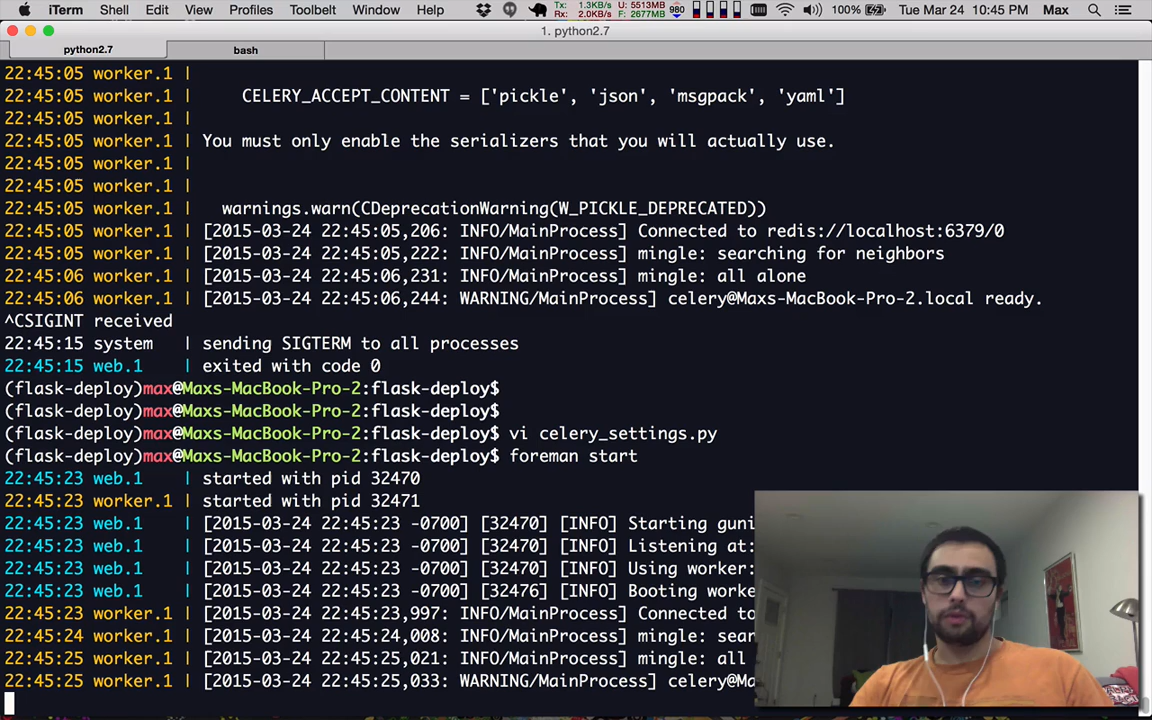 iTerm Shell Edit View Profiles Toolbelt Window Help Tx: 1.3KB/s Rx: 2.0KB/s U: 5513MB F: 2677MB 980 100% Tue Mar 24 10:45 PM Max
1. python2.7
python2.7 bash
22:45:05 worker.1 |
22:45:05 worker.1 | CELERY_ACCEPT_CONTENT = ['pickle', 'json', 'msgpack', 'yaml']
22:45:05 worker.1 |
22:45:05 worker.1 | You must only enable the serializers that you will actually use.
22:45:05 worker.1 |
22:45:05 worker.1 |
22:45:05 worker.1 | warnings.warn(CDeprecationWarning(W_PICKLE_DEPRECATED))
22:45:05 worker.1 | [2015-03-24 22:45:05,206: INFO/MainProcess] Connected to redis://localhost:6379/0
22:45:05 worker.1 | [2015-03-24 22:45:05,222: INFO/MainProcess] mingle: searching for neighbors
22:45:06 worker.1 | [2015-03-24 22:45:06,231: INFO/MainProcess] mingle: all alone
22:45:06 worker.1 | [2015-03-24 22:45:06,244: WARNING/MainProcess] celery@Maxs-MacBook-Pro-2.local ready.
^CSIGINT received
22:45:15 system | sending SIGTERM to all processes
22:45:15 web.1 | exited with code 0
(flask-deploy)max@Maxs-MacBook-Pro-2:flask-deploy$
(flask-deploy)max@Maxs-MacBook-Pro-2:flask-deploy$
(flask-deploy)max@Maxs-MacBook-Pro-2:flask-deploy$ vi celery_settings.py
(flask-deploy)max@Maxs-MacBook-Pro-2:flask-deploy$ foreman start
22:45:23 web.1 | started with pid 32470
22:45:23 worker.1 | started with pid 32471
22:45:23 web.1 | [2015-03-24 22:45:23 -0700] [32470] [INFO] Starting guni
22:45:23 web.1 | [2015-03-24 22:45:23 -0700] [32470] [INFO] Listening at:
22:45:23 web.1 | [2015-03-24 22:45:23 -0700] [32470] [INFO] Using worker:
22:45:23 web.1 | [2015-03-24 22:45:23 -0700] [32476] [INFO] Booting worke
22:45:23 worker.1 | [2015-03-24 22:45:23,997: INFO/MainProcess] Connected to
22:45:24 worker.1 | [2015-03-24 22:45:24,008: INFO/MainProcess] mingle: sear
22:45:25 worker.1 | [2015-03-24 22:45:25,021: INFO/MainProcess] mingle: all
22:45:25 worker.1 | [2015-03-24 22:45:25,033: WARNING/MainProcess] celery@Ma